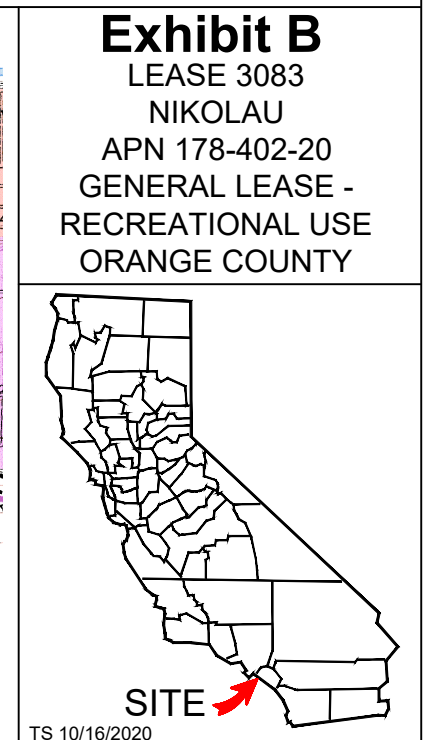 Exhibit B
LEASE 3083
NIKOLAU
APN 178-402-20
GENERAL LEASE -
RECREATIONAL USE
ORANGE COUNTY
SITE
TS 10/16/2020